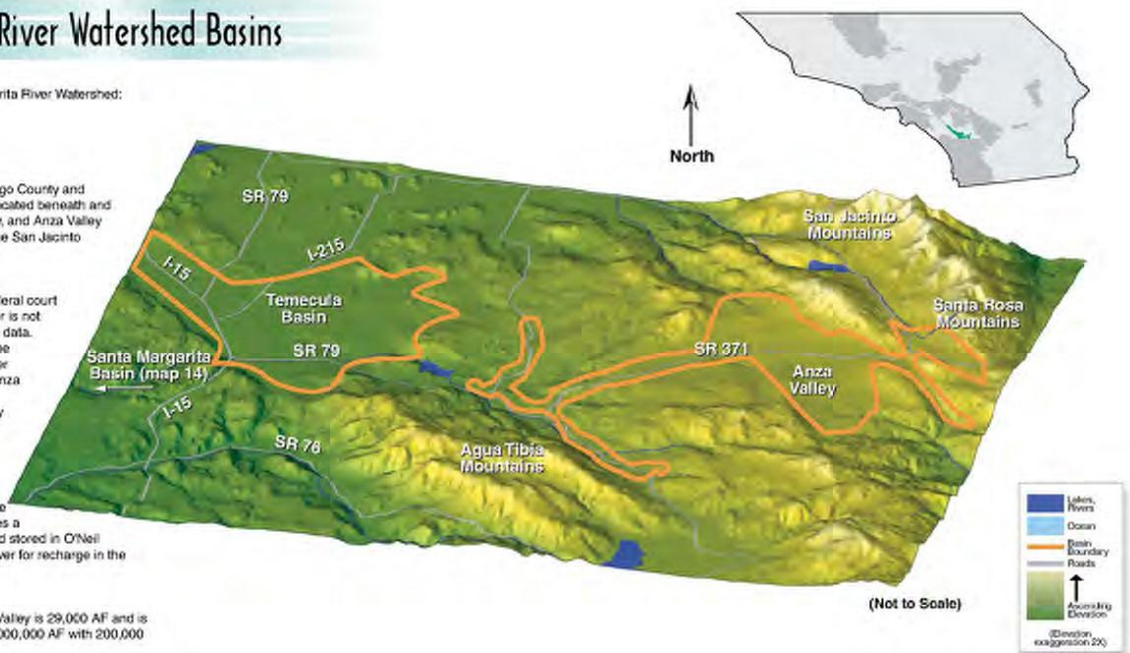 River Watershed Basins
rita River Watershed:
go County and
ocated beneath and
, and Anza Valley
e San Jacinto
eral court
r is not
data.
e
er
nza
y
e
es a
d stored in O'Neil
ver for recharge in the
Valley is 29,000 AF and is
000,000 AF with 200,000
North
SR 79
I-215
I-15
Temecula
Basin
SR 79
Santa Margarita
Basin (map 14)
I-15
SR 76
Agua Tibia
Mountains
San Jacinto
Mountains
Santa Rosa
Mountains
SR 371
Anza
Valley
(Not to Scale)
Lakes,
Rivers
Ocean
Basin
Boundary
Roads
Ascending
Elevation
(Elevation
exaggeration 2X)